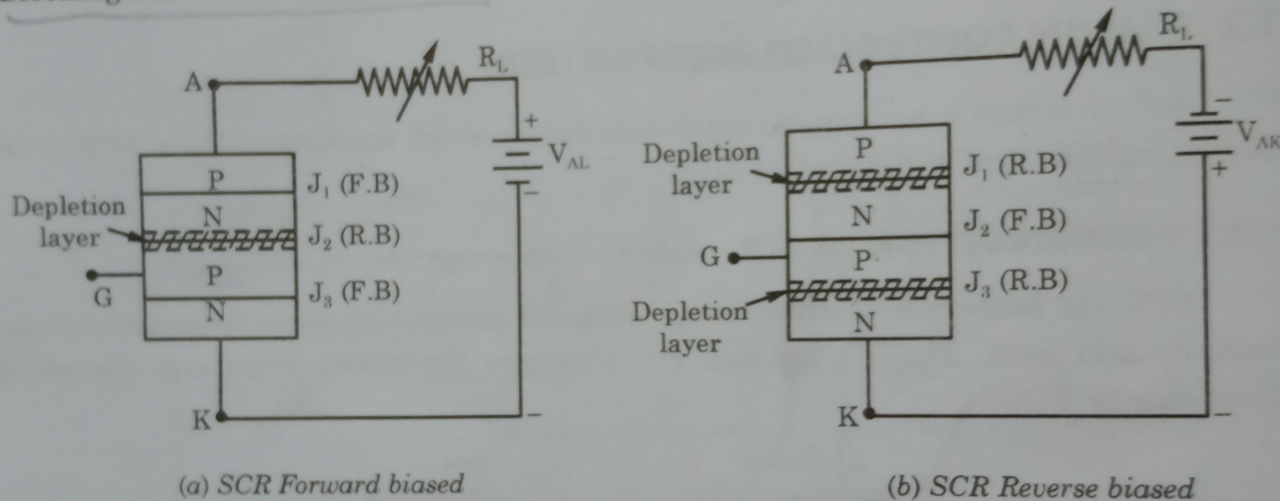 A
R_L
+
V_AL
−
P
N
P
N
Depletion
layer
J₁ (F.B)
J₂ (R.B)
J₃ (F.B)
G
K
−
(a) SCR Forward biased
A
R_L
−
V_AK
+
Depletion
layer
P
N
P
N
J₁ (R.B)
J₂ (F.B)
J₃ (R.B)
G
Depletion
layer
K
−
(b) SCR Reverse biased